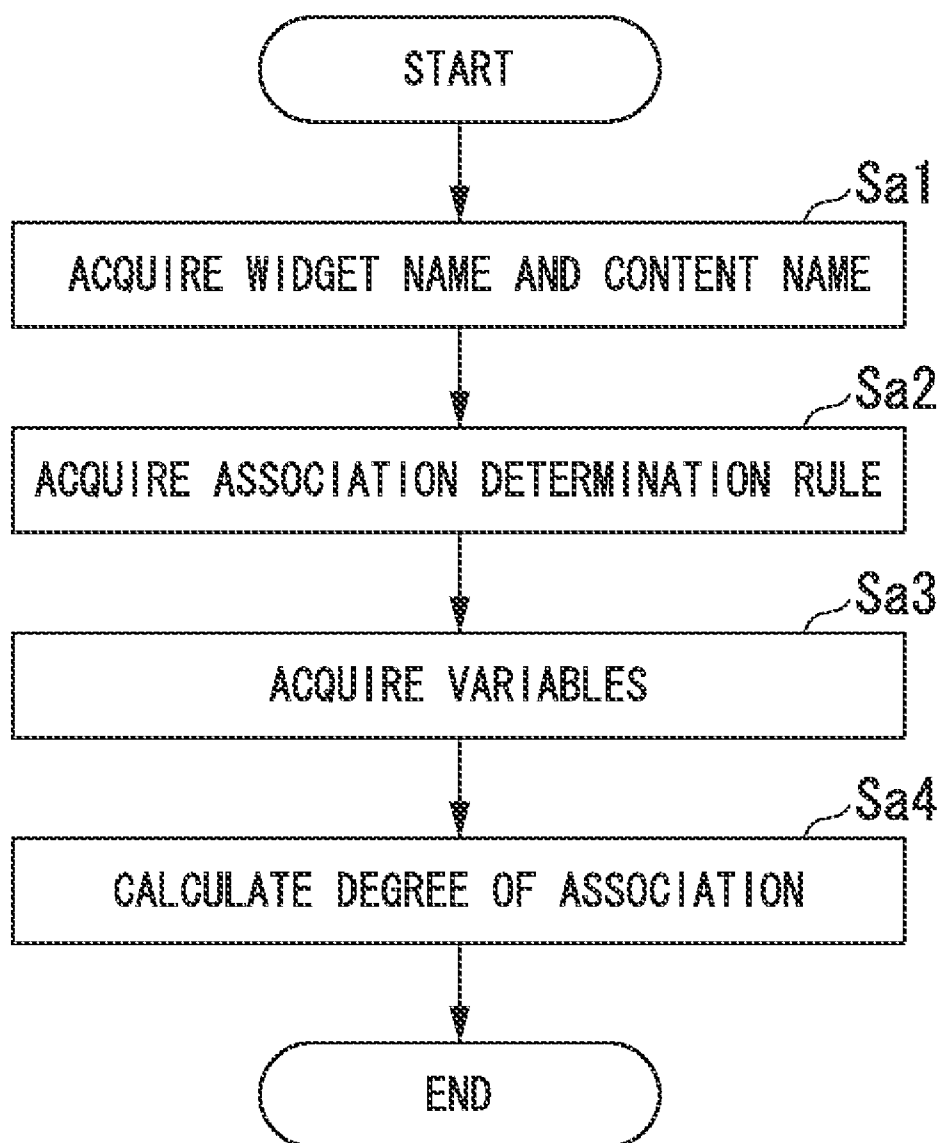 START
Sa1
ACQUIRE WIDGET NAME AND CONTENT NAME
Sa2
ACQUIRE ASSOCIATION DETERMINATION RULE
Sa3
ACQUIRE VARIABLES
Sa4
CALCULATE DEGREE OF ASSOCIATION
END